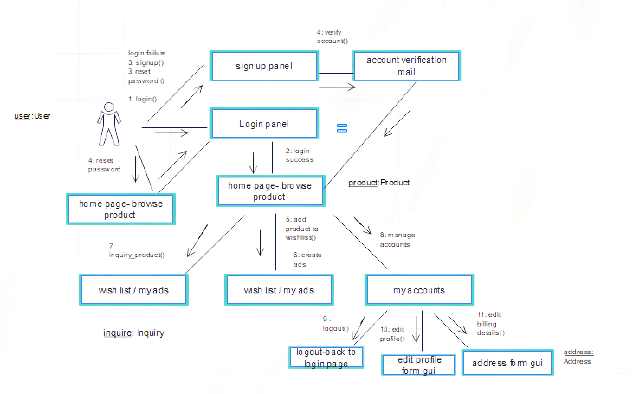 4: verify
account()
login failure
3: signup()
3: reset
password()
sign up panel
account verification -
mail
1: login()
user: User
Login panel
4: reset
password
2: login
success
home page- browse
product
product: Product
home page- browse
product
5: add
product to
wishlist()
6: create
ads
8: manage
accounts
7:
inquiry_product()
wish list / my ads
wish list / my ads
my accounts
inquire: Inquiry
9:
logout()
10: edit
profile()
11: edit
billing
details()
logout-back to
login page
edit profile
form gui
address form gui
address:
Address